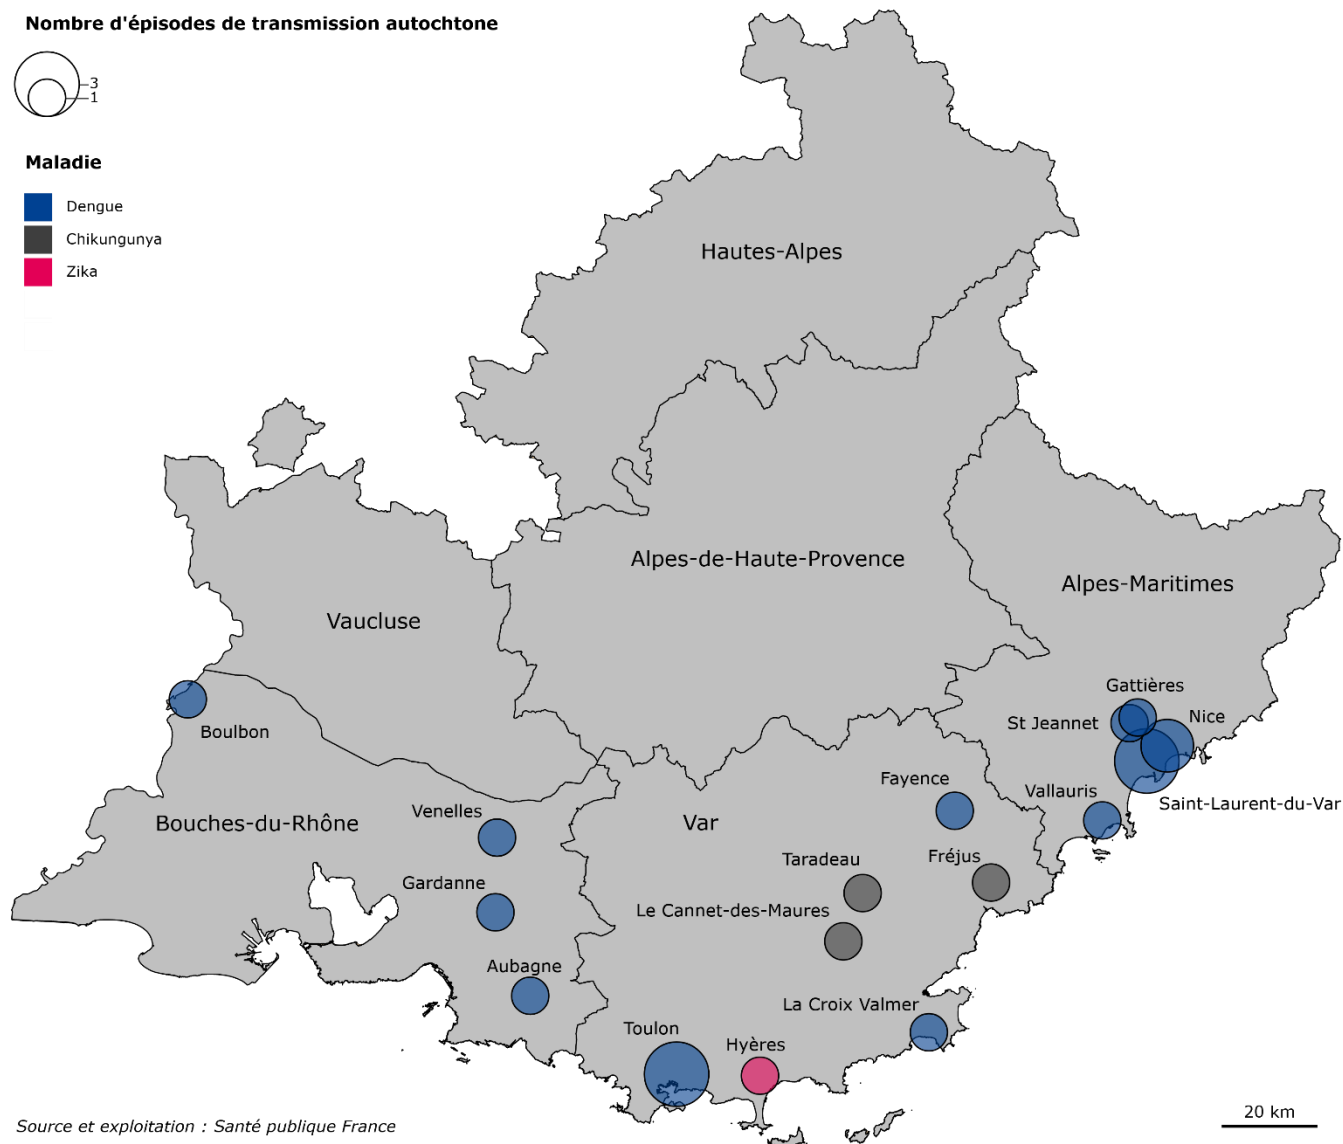 Nombre d'épisodes de transmission autochtone
3
1
Maladie
Dengue
Chikungunya
Zika
Hautes-Alpes
Alpes-de-Haute-Provence
Alpes-Maritimes
Vaucluse
Gattières
St Jeannet
Nice
Boulbon
Fayence
Vallauris
Saint-Laurent-du-Var
Venelles
Bouches-du-Rhône
Var
Taradeau
Fréjus
Gardanne
Le Cannet-des-Maures
Aubagne
La Croix Valmer
Toulon
Hyères
20 km
Source et exploitation : Santé publique France